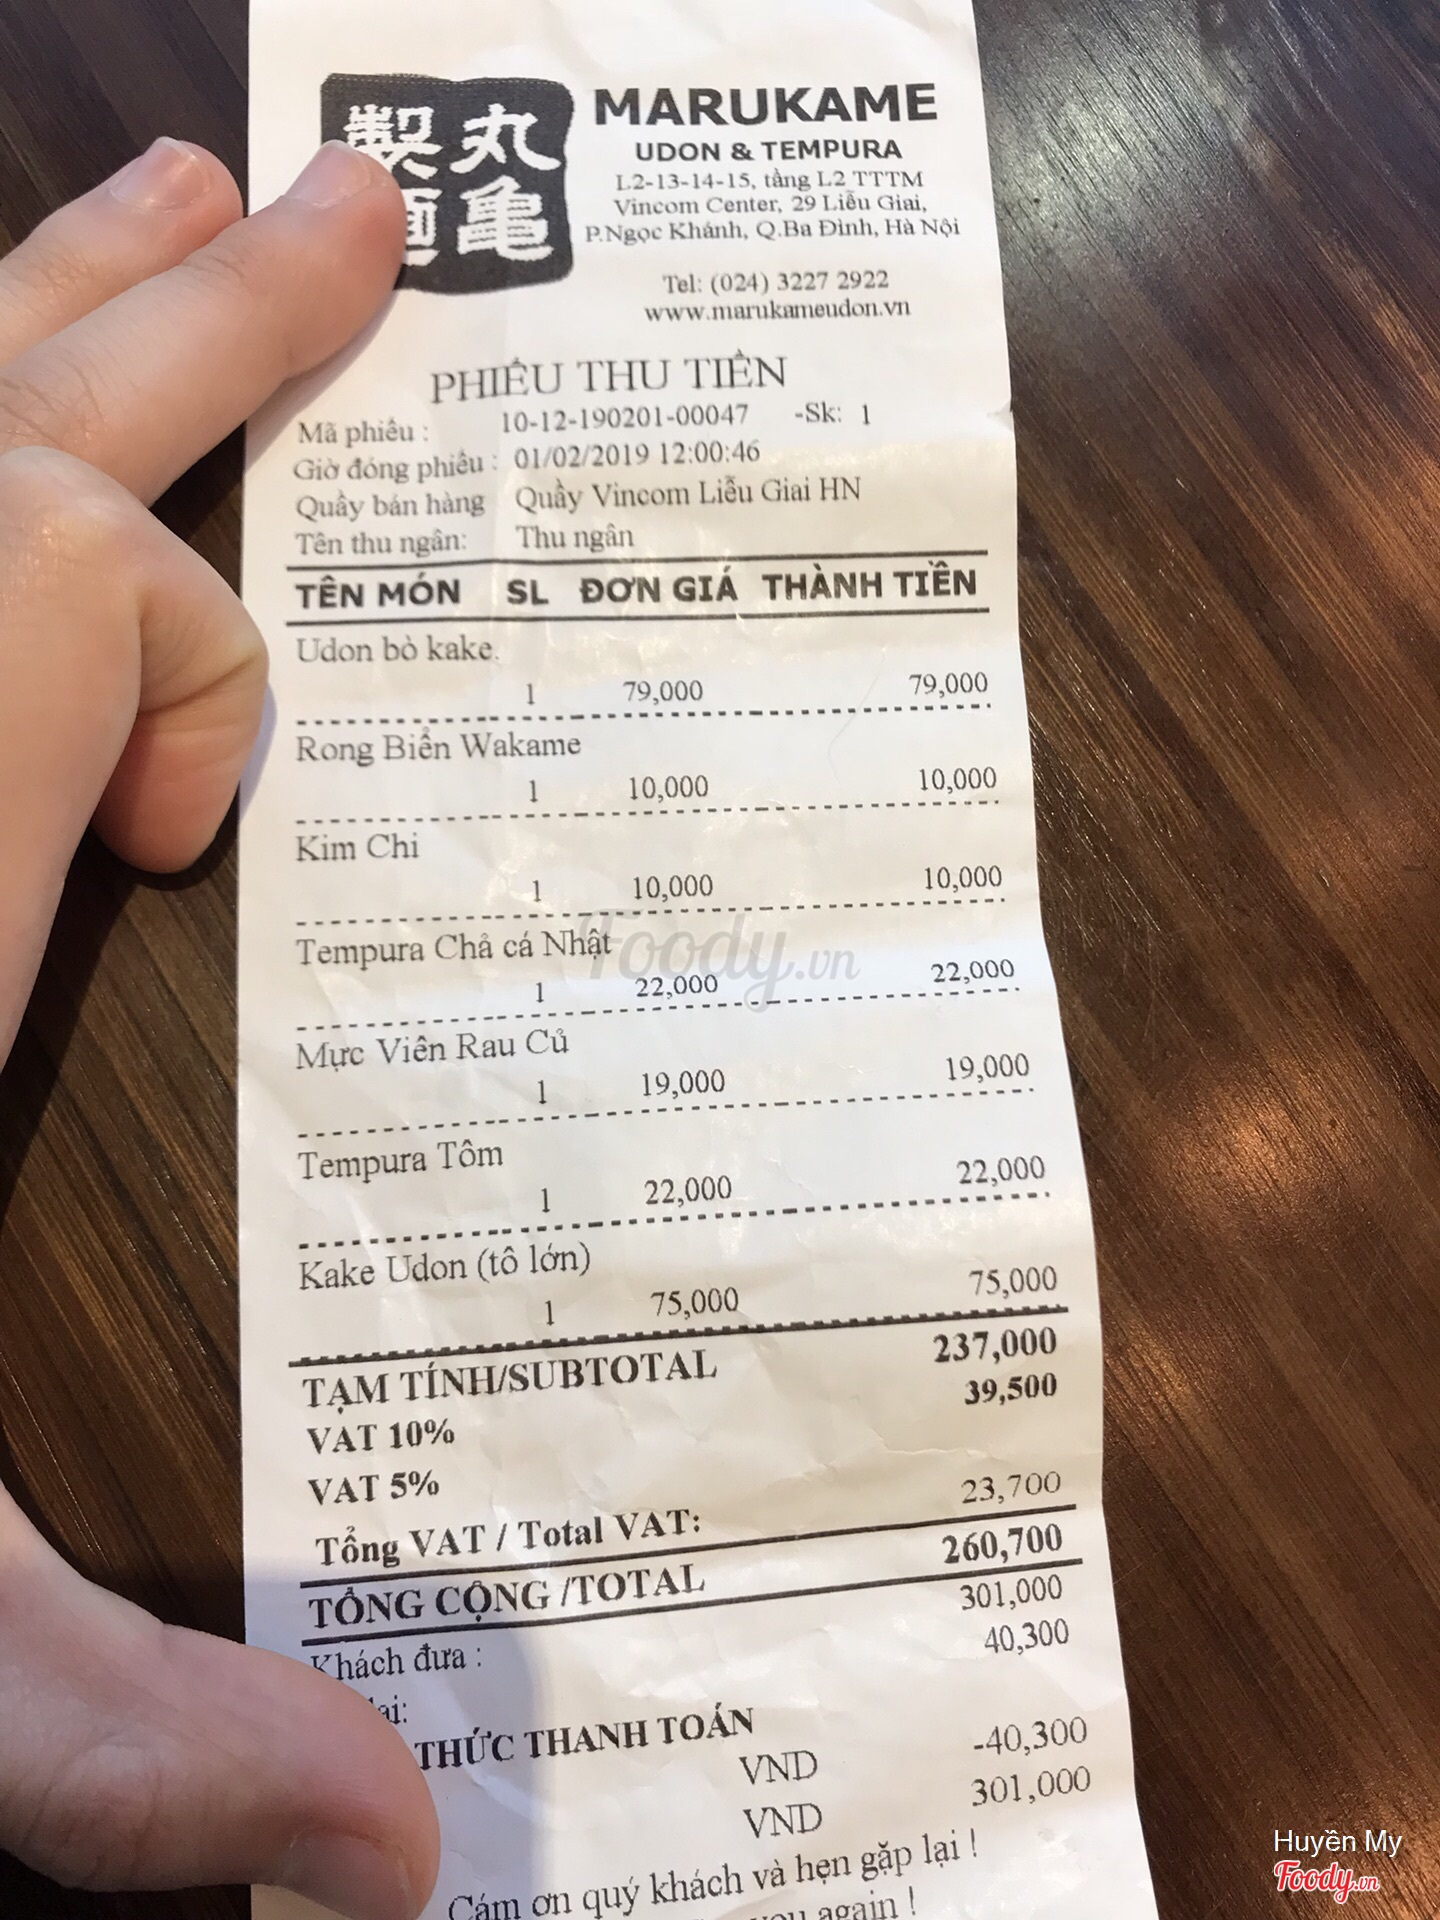 製 丸
亀
MARUKAME
UDON & TEMPURA
L2-13-14-15, tầng L2 TTTM
Vincom Center, 29 Liễu Giai,
P.Ngọc Khánh, Q.Ba Đình, Hà Nội
Tel: (024) 3227 2922
www.marukameudon.vn
PHIẾU THU TIỀN
Mã phiếu : 10-12-190201-00047 -Sk: 1
Giờ đóng phiếu : 01/02/2019 12:00:46
Quầy bán hàng Quầy Vincom Liễu Giai HN
Tên thu ngân: Thu ngân
TÊN MÓN SL ĐƠN GIÁ THÀNH TIỀN
Udon bò kake.
1 79,000 79,000
Rong Biển Wakame
1 10,000 10,000
Kim Chi
1 10,000 10,000
Tempura Chả cá Nhật
1 22,000 22,000
Mực Viên Rau Củ
1 19,000 19,000
Tempura Tôm
1 22,000 22,000
Kake Udon (tô lớn)
1 75,000 75,000
TẠM TÍNH/SUBTOTAL 237,000
VAT 10% 39,500
VAT 5%
Tổng VAT / Total VAT: 23,700
TỔNG CỘNG /TOTAL 260,700
Khách đưa : 301,000
lại: 40,300
THỨC THANH TOÁN
VND -40,300
VND 301,000
Cám ơn quý khách và hẹn gặp lại !
you again !
Foody.vn
Huyền My
Foody.vn